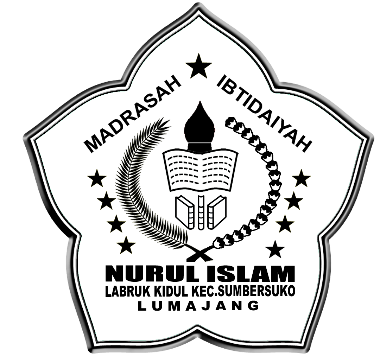 MADRASAH IBTIDAIYAH
NURUL ISLAM
LABRUK KIDUL KEC.SUMBERSUKO
LUMAJANG